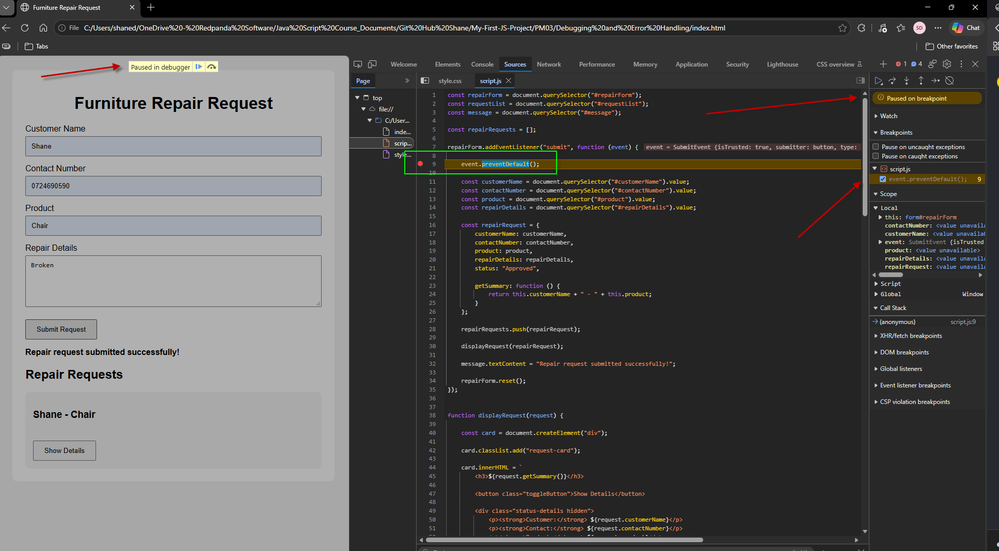 Furniture Repair Request
File C:/Users/shaned/OneDrive%20-%20Redpanda%20Software/Java%20Script%20Course_Documents/Git%20Hub%20Shane/My-First-JS-Project/PM03/Debugging%20and%20Error%20Handling/index.html
SD
Chat
Tabs
Other favorites
Paused in debugger
Furniture Repair Request
Customer Name
Shane
Contact Number
0724690590
Product
Chair
Repair Details
Broken
Submit Request
Repair request submitted successfully!
Repair Requests
Shane - Chair
Show Details
Welcome Elements Console Sources Network Performance Memory Application Security Lighthouse CSS overview 1 4
Page
top
file://
C:/User...
inde...
scrip...
style...
style.css script.js
1 const repairForm = document.querySelector("#repairForm");
2 const requestList = document.querySelector("#requestList");
3 const message = document.querySelector("#message");
4
5 const repairRequests = [];
6
7 repairForm.addEventListener("submit", function (event) { event = SubmitEvent {isTrusted: true, submitter: button, type:
8
9 event.preventDefault();
10
11 const customerName = document.querySelector("#customerName").value;
12 const contactNumber = document.querySelector("#contactNumber").value;
13 const product = document.querySelector("#product").value;
14 const repairDetails = document.querySelector("#repairDetails").value;
15
16 const repairRequest = {
17 customerName: customerName,
18 contactNumber: contactNumber,
19 product: product,
20 repairDetails: repairDetails,
21 status: "Approved",
22
23 getSummary: function () {
24 return this.customerName + " - " + this.product;
25 }
26 };
27
28 repairRequests.push(repairRequest);
29
30 displayRequest(repairRequest);
31
32 message.textContent = "Repair request submitted successfully!";
33
34 repairForm.reset();
35 });
36
37
38 function displayRequest(request) {
39
40 const card = document.createElement("div");
41
42 card.classList.add("request-card");
43
44 card.innerHTML = `
45 <h3>${request.getSummary()}</h3>
46
47 <button class="toggleButton">Show Details</button>
48
49 <div class="status-details hidden">
50 <p><strong>Customer:</strong> ${request.customerName}</p>
51 <p><strong>Contact:</strong> ${request.contactNumber}</p>
Paused on breakpoint
Watch
Breakpoints
Pause on uncaught exceptions
Pause on caught exceptions
script.js
event.preventDefault(); 9
Scope
Local
this: form#repairForm
contactNumber: <value unavaila
customerName: <value unavailab
event: SubmitEvent {isTrusted
product: <value unavailable>
repairDetails: <value unavaila
repairRequest: <value unavaila
Script
Global Window
Call Stack
(anonymous) script.js:9
XHR/fetch breakpoints
DOM breakpoints
Global listeners
Event listener breakpoints
CSP violation breakpoints